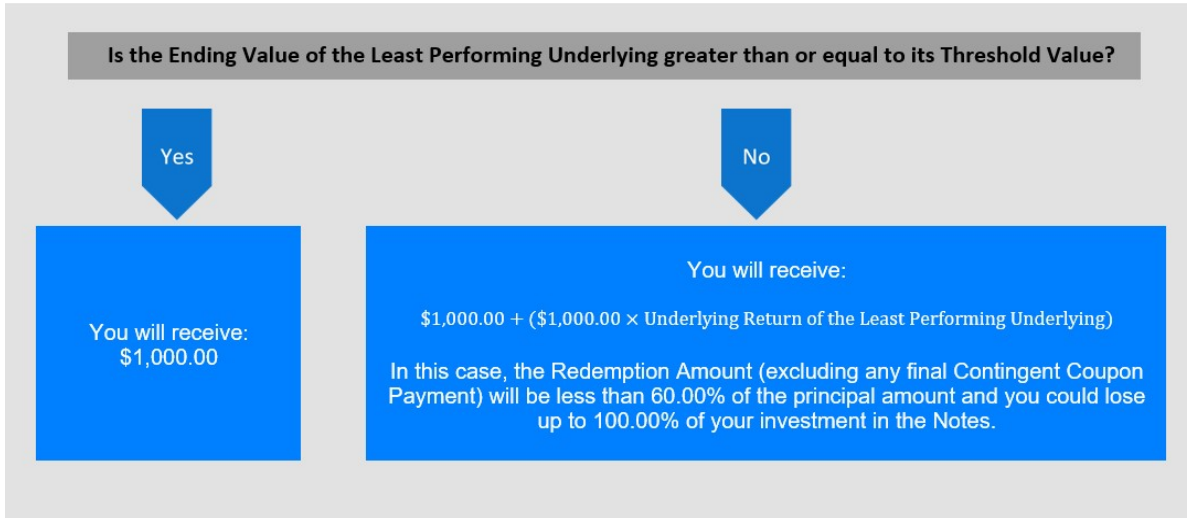 Is the Ending Value of the Least Performing Underlying greater than or equal to its Threshold Value?
Yes
No
You will receive:
$1,000.00
You will receive:
$1,000.00 + ($1,000.00 × Underlying Return of the Least Performing Underlying)
In this case, the Redemption Amount (excluding any final Contingent Coupon
Payment) will be less than 60.00% of the principal amount and you could lose
up to 100.00% of your investment in the Notes.